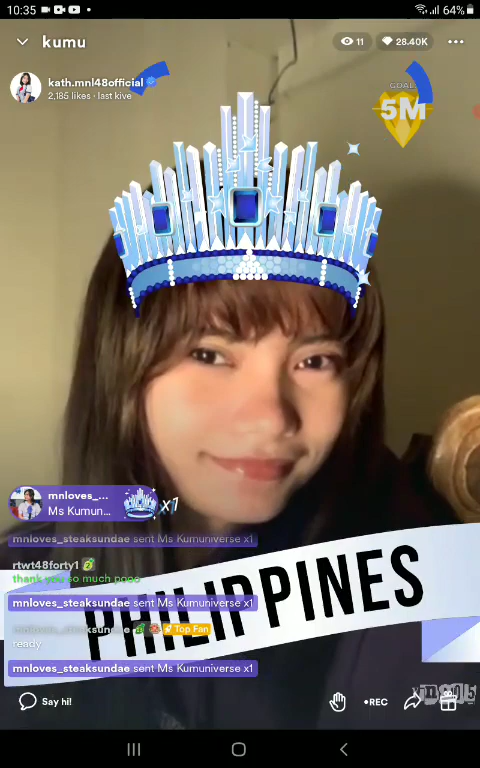 10:35
64%
kumu
11
28.40K
kath.mnl48official
2,185 likes · last kive
GOAL
5M
mnloves_...
Ms Kumun...
x1
mnloves_steaksundae sent Ms Kumuniverse x1
rtwt48forty1
thank you so much popo
mnloves_steaksundae sent Ms Kumuniverse x1
PHILIPPINES
mnloves_steaksundae Top Fan
ready
mnloves_steaksundae sent Ms Kumuniverse x1
Say hi!
REC